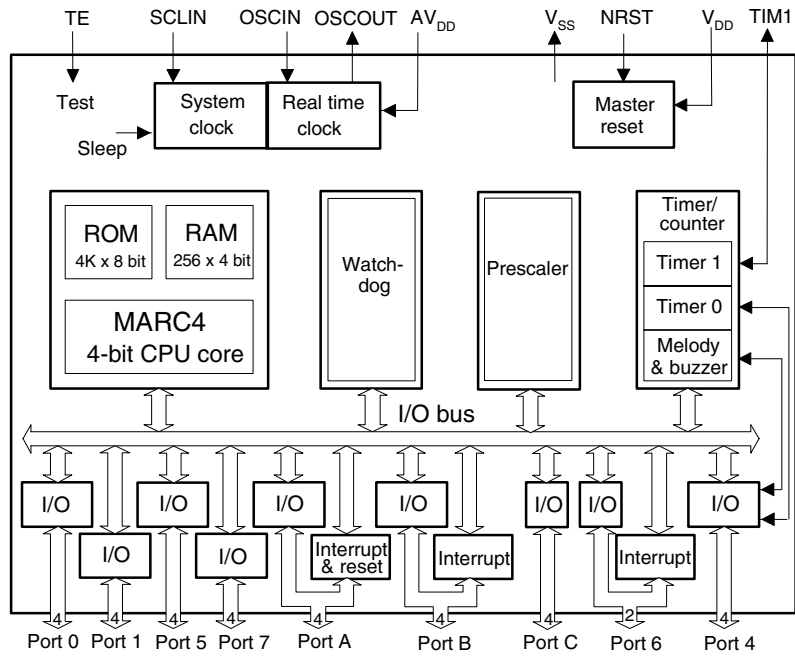 TE SCLIN OSCIN OSCOUT AVDD VSS NRST VDD TIM1
Test
Sleep
System
clock
Real time
clock
Master
reset
ROM
4K x 8 bit
RAM
256 x 4 bit
MARC4
4-bit CPU core
Watch-
dog
Prescaler
Timer/
counter
Timer 1
Timer 0
Melody
& buzzer
I/O bus
I/O I/O I/O I/O I/O I/O I/O
I/O I/O Interrupt
& reset
Interrupt Interrupt
4 4 4 4 4 4 4 2 4
Port 0 Port 1 Port 5 Port 7 Port A Port B Port C Port 6 Port 4